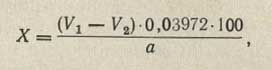 X = (V₁ — V₂)·0,03972·100 / a,